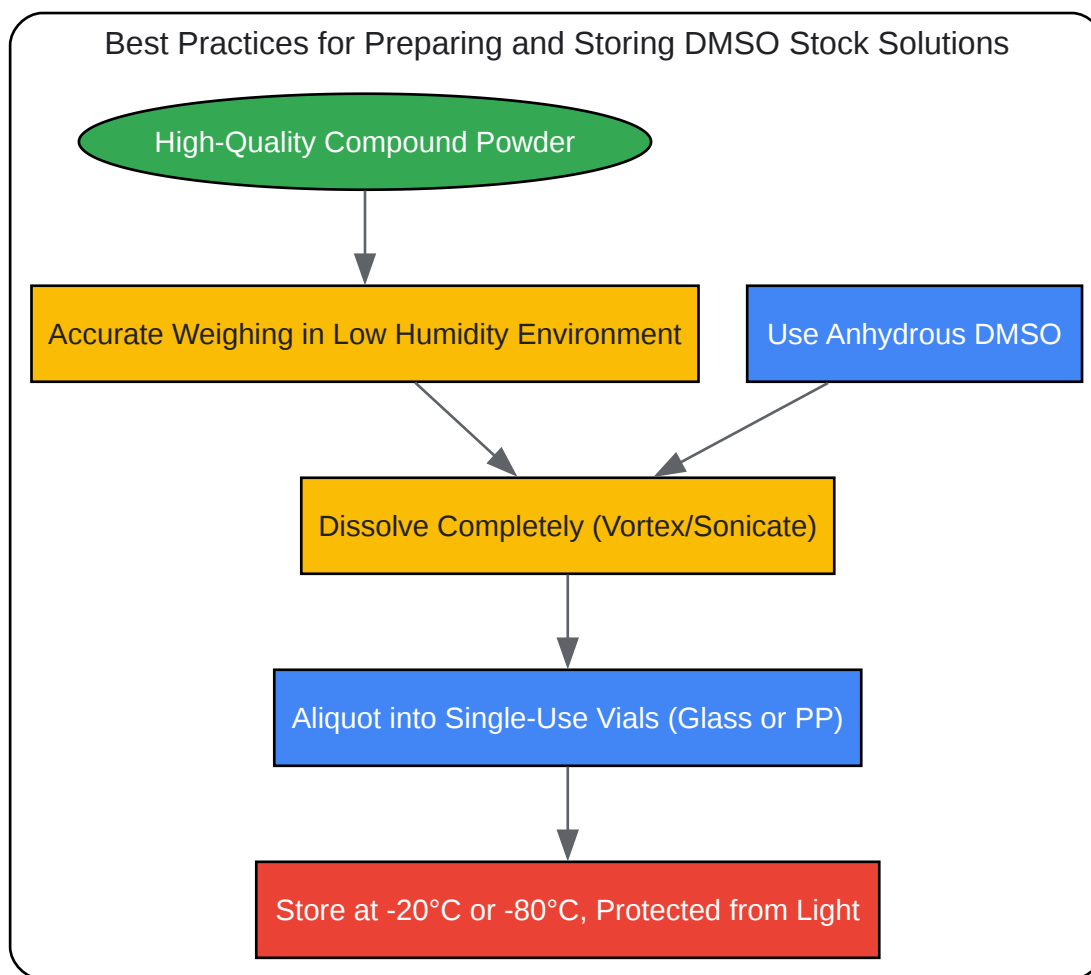 Best Practices for Preparing and Storing DMSO Stock Solutions
High-Quality Compound Powder
Accurate Weighing in Low Humidity Environment
Use Anhydrous DMSO
Dissolve Completely (Vortex/Sonicate)
Aliquot into Single-Use Vials (Glass or PP)
Store at -20°C or -80°C, Protected from Light